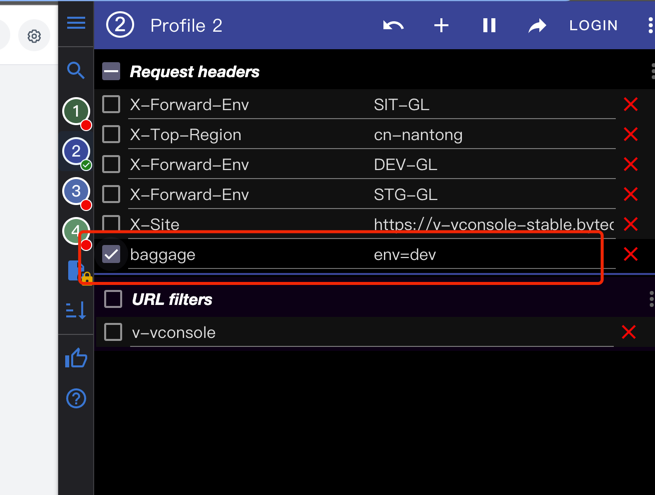 2 Profile 2 LOGIN
Request headers
1 X-Forward-Env SIT-GL
X-Top-Region cn-nantong
2 X-Forward-Env DEV-GL
3 X-Forward-Env STG-GL
4 X-Site https://v-vconsole-stable.bytec
baggage env=dev
URL filters
v-vconsole